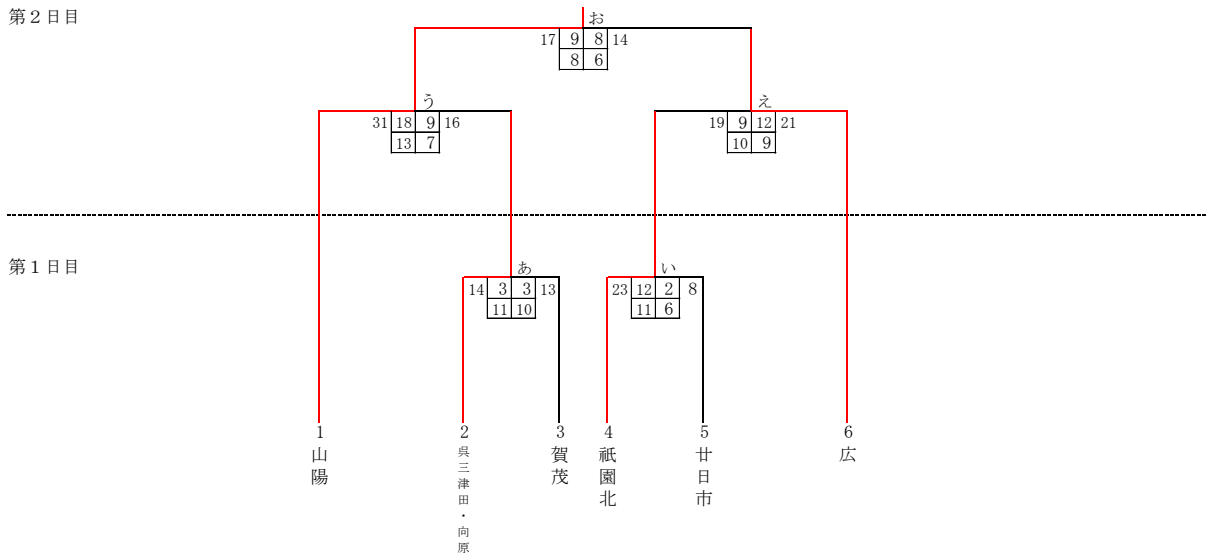 第２日目
お
17 9 8 14
8 6
う え
31 18 9 16 19 9 12 21
13 7 10 9
第１日目
あ い
14 3 3 13 23 12 2 8
11 10 11 6
1 2 3 4 5 6
山陽
呉三津田・向原
賀茂
祇園北
廿日市
広